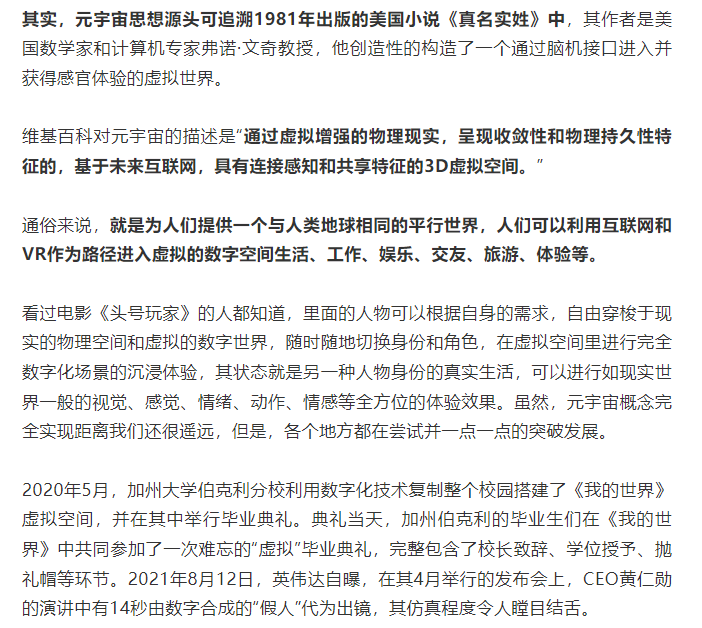 其实，元宇宙思想源头可追溯1981年出版的美国小说《真名实姓》中，其作者是美
国数学家和计算机专家弗诺·文奇教授，他创造性的构造了一个通过脑机接口进入并
获得感官体验的虚拟世界。
维基百科对元宇宙的描述是“通过虚拟增强的物理现实，呈现收敛性和物理持久性特
征的，基于未来互联网，具有连接感知和共享特征的3D虚拟空间。”
通俗来说，就是为人们提供一个与人类地球相同的平行世界，人们可以利用互联网和
VR作为路径进入虚拟的数字空间生活、工作、娱乐、交友、旅游、体验等。
看过电影《头号玩家》的人都知道，里面的人物可以根据自身的需求，自由穿梭于现
实的物理空间和虚拟的数字世界，随时随地切换身份和角色，在虚拟空间里进行完全
数字化场景的沉浸体验，其状态就是另一种人物身份的真实生活，可以进行如现实世
界一般的视觉、感觉、情绪、动作、情感等全方位的体验效果。虽然，元宇宙概念完
全实现距离我们还很遥远，但是，各个地方都在尝试并一点一点的突破发展。
2020年5月，加州大学伯克利分校利用数字化技术复制整个校园搭建了《我的世界》
虚拟空间，并在其中举行毕业典礼。典礼当天，加州伯克利的毕业生们在《我的世
界》中共同参加了一次难忘的“虚拟”毕业典礼，完整包含了校长致辞、学位授予、抛
礼帽等环节。2021年8月12日，英伟达自曝，在其4月举行的发布会上，CEO黄仁勋
的演讲中有14秒由数字合成的“假人”代为出镜，其仿真程度令人瞠目结舌。